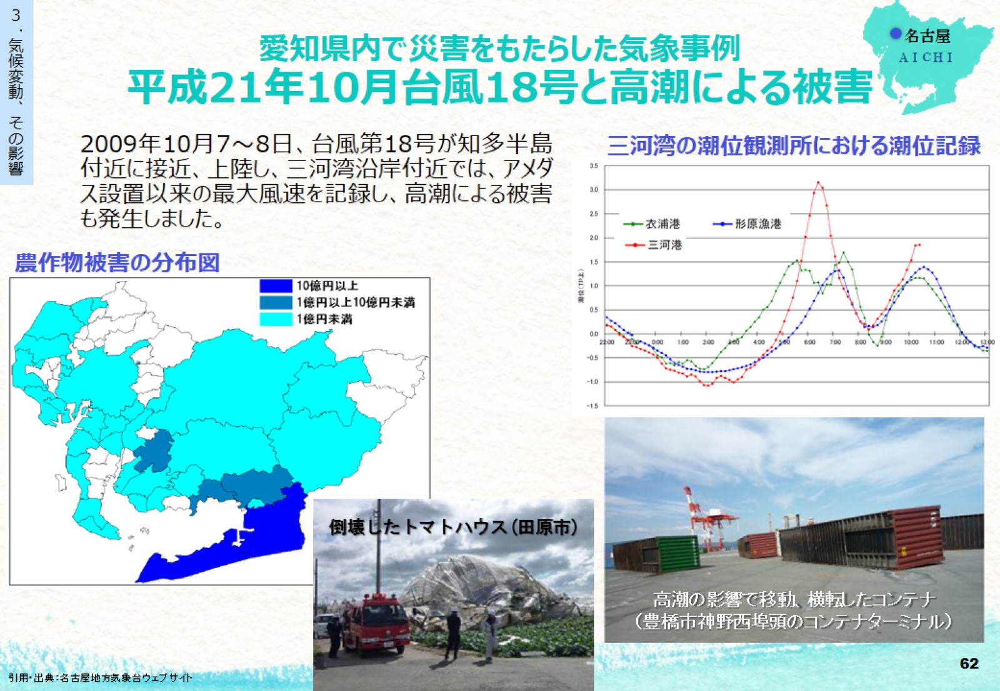 3．気候変動、その影響
名古屋
AICHI
愛知県内で災害をもたらした気象事例
平成21年10月台風18号と高潮による被害
2009年10月7～8日、台風第18号が知多半島
付近に接近、上陸し、三河湾沿岸付近では、アメダ
ス設置以来の最大風速を記録し、高潮による被害
も発生しました。
農作物被害の分布図
10億円以上
1億円以上10億円未満
1億円未満
三河湾の潮位観測所における潮位記録
3.5
3.0
2.5
2.0
1.5
1.0
0.5
0.0
-0.5
-1.0
-1.5
潮位(TP上)
衣浦港
形原漁港
三河港
22:00 23:00 0:00 1:00 2:00 3:00 4:00 5:00 6:00 7:00 8:00 9:00 10:00 11:00 12:00 13:00
倒壊したトマトハウス(田原市)
高潮の影響で移動、横転したコンテナ
（豊橋市神野西埠頭のコンテナターミナル）
引用・出典：名古屋地方気象台ウェブサイト
62